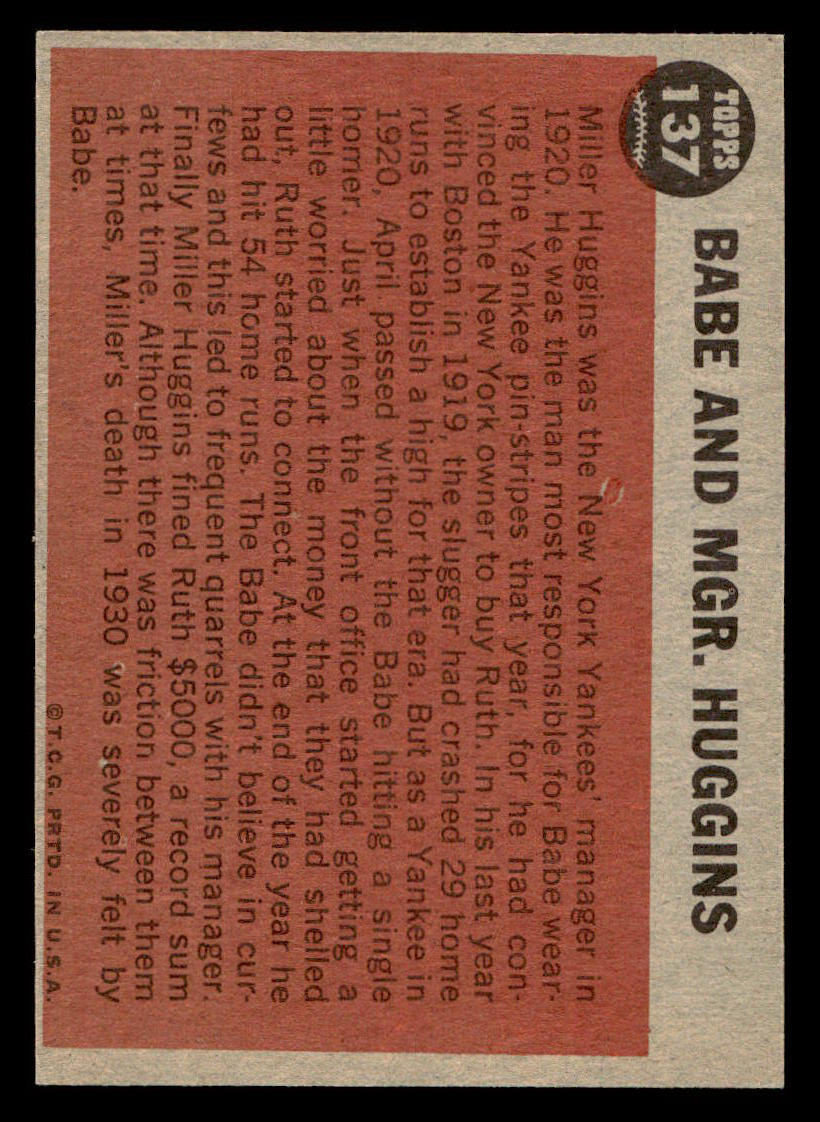 TOPPS
137
BABE AND MGR. HUGGINS
Miller Huggins was the New York Yankees' manager in
1920. He was the man most responsible for Babe wear-
ing the Yankee pin-stripes that year, for he had con-
vinced the New York owner to buy Ruth. In his last year
with Boston in 1919, the slugger had crashed 29 home
runs to establish a high for that era. But as a Yankee in
1920, April passed without the Babe hitting a single
homer. Just when the front office started getting a
little worried about the money that they had shelled
out, Ruth started to connect. At the end of the year he
had hit 54 home runs. The Babe didn't believe in cur-
fews and this led to frequent quarrels with his manager.
Finally Miller Huggins fined Ruth $5000, a record sum
at that time. Although there was friction between them
at times, Miller's death in 1930 was severely felt by
Babe.
©T.C.G. PRTD. IN U.S.A.